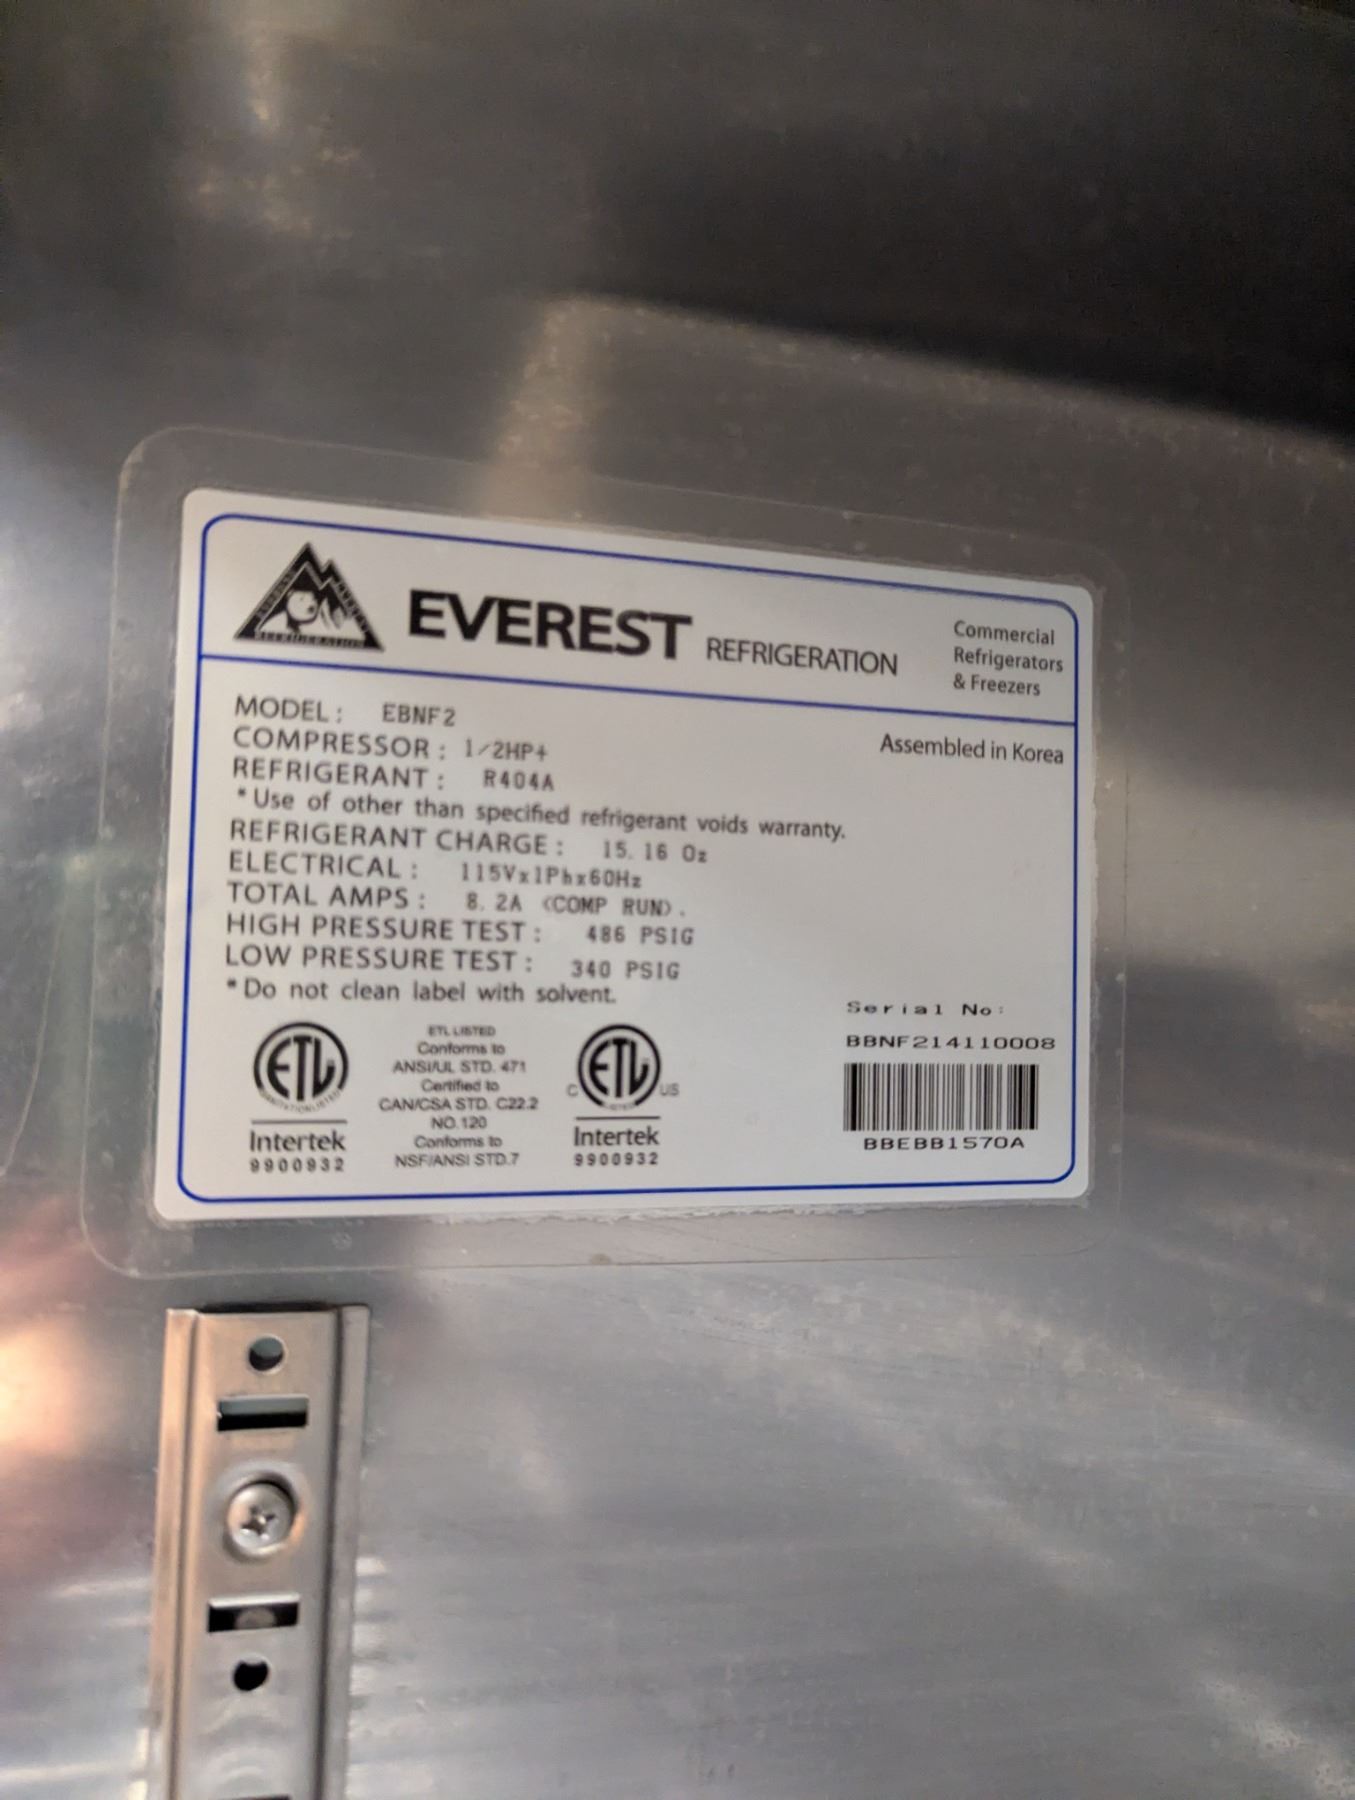 EVEREST REFRIGERATION
Commercial
Refrigerators
& Freezers
REFRIGERATION
MODEL : EBNF2
Assembled in Korea
COMPRESSOR : 1/2HP+
REFRIGERANT : R404A
*Use of other than specified refrigerant voids warranty.
REFRIGERANT CHARGE : 15.16 Oz
ELECTRICAL : 115Vx1Phx60Hz
TOTAL AMPS : 8.2A (COMP RUN).
HIGH PRESSURE TEST : 486 PSIG
LOW PRESSURE TEST : 340 PSIG
*Do not clean label with solvent.
ETL
Intertek
9900932
ETL LISTED
Conforms to
ANSI/UL STD. 471
Certified to
CAN/CSA STD. C22.2
NO.120
Conforms to
NSF/ANSI STD.7
C ETL US
Intertek
9900932
Serial No:
BBNF214110008
BBEBB1570A